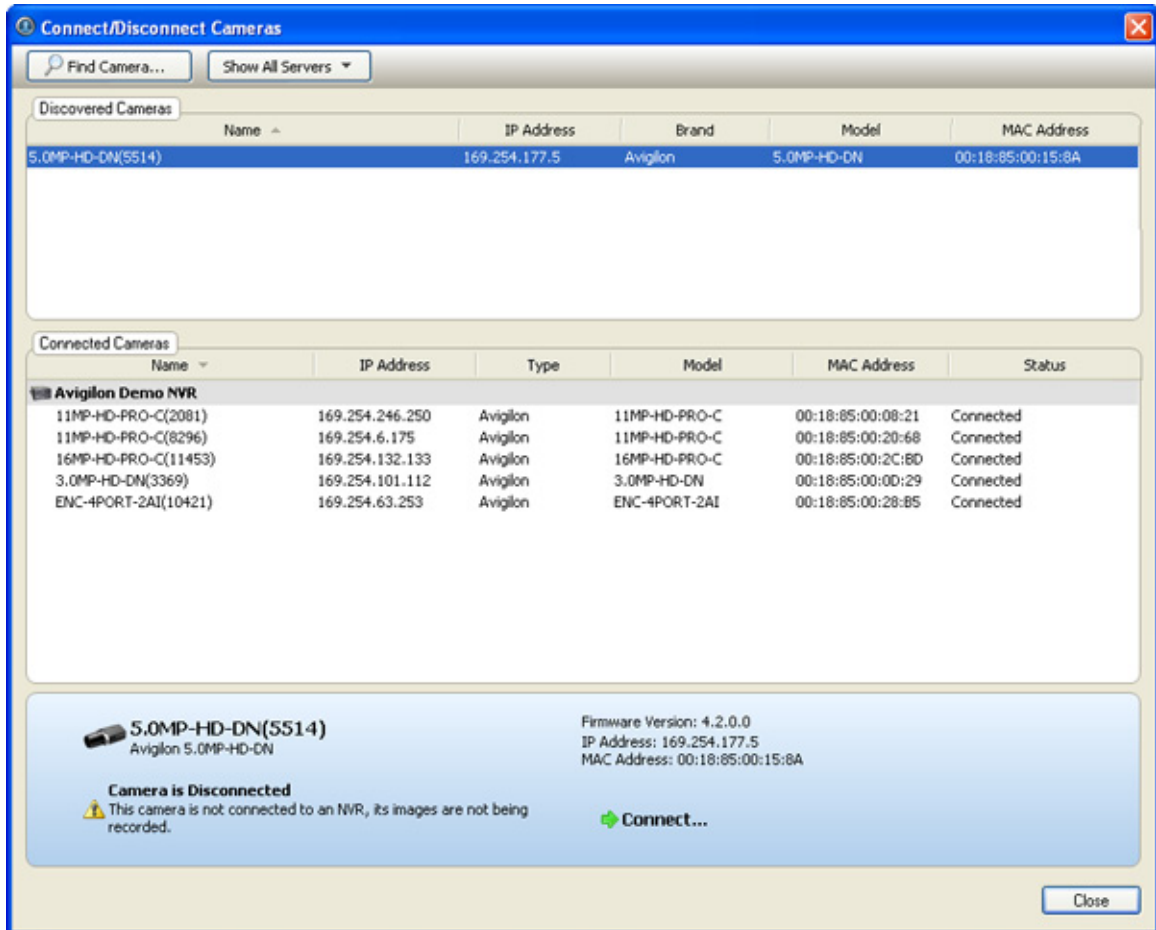 Connect/Disconnect Cameras
Find Camera... Show All Servers
Discovered Cameras
Name IP Address Brand Model MAC Address
5.0MP-HD-DN(5514) 169.254.177.5 Avigilon 5.0MP-HD-DN 00:18:85:00:15:8A
Connected Cameras
Name IP Address Type Model MAC Address Status
Avigilon Demo NVR
11MP-HD-PRO-C(2081) 169.254.246.250 Avigilon 11MP-HD-PRO-C 00:18:85:00:08:21 Connected
11MP-HD-PRO-C(8296) 169.254.6.175 Avigilon 11MP-HD-PRO-C 00:18:85:00:20:68 Connected
16MP-HD-PRO-C(11453) 169.254.132.133 Avigilon 16MP-HD-PRO-C 00:18:85:00:2C:BD Connected
3.0MP-HD-DN(3369) 169.254.101.112 Avigilon 3.0MP-HD-DN 00:18:85:00:0D:29 Connected
ENC-4PORT-2AI(10421) 169.254.63.253 Avigilon ENC-4PORT-2AI 00:18:85:00:28:B5 Connected
5.0MP-HD-DN(5514)
Avigilon 5.0MP-HD-DN
Camera is Disconnected
This camera is not connected to an NVR, its images are not being
recorded.
Firmware Version: 4.2.0.0
IP Address: 169.254.177.5
MAC Address: 00:18:85:00:15:8A
Connect...
Close